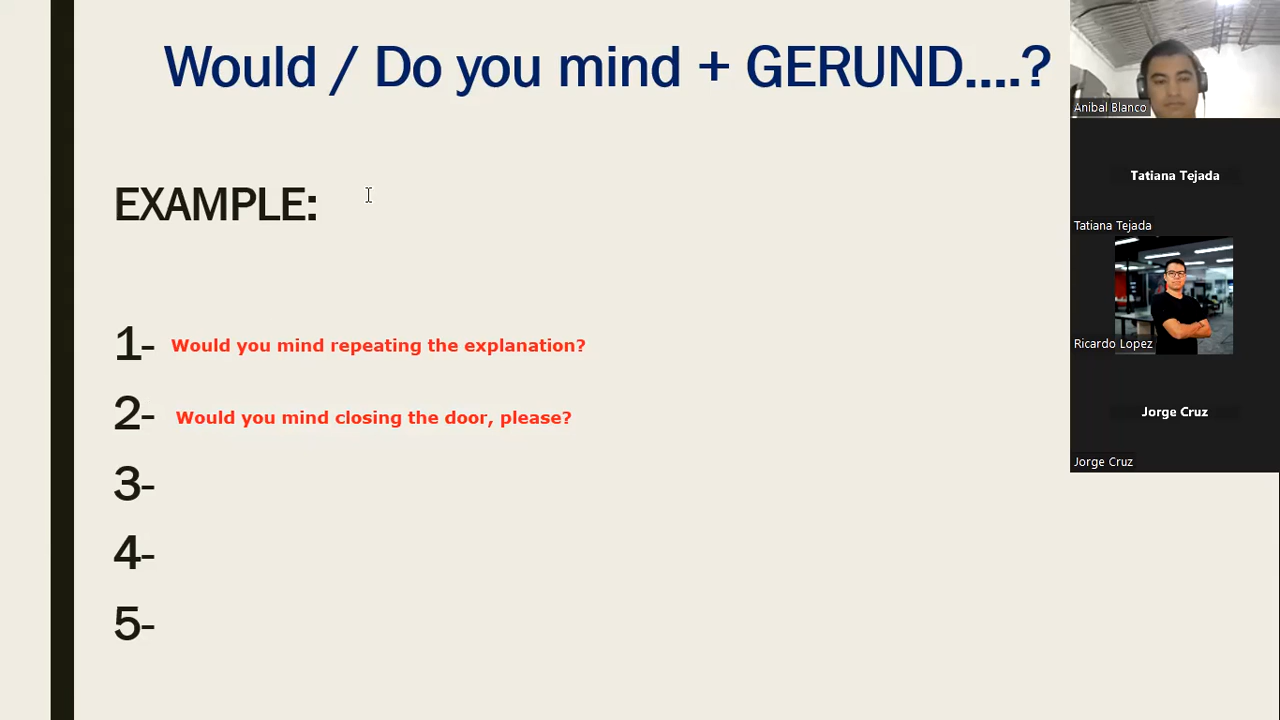 Would / Do you mind + GERUND....?
EXAMPLE:
1- Would you mind repeating the explanation?
2- Would you mind closing the door, please?
3-
4-
5-
Anibal Blanco
Tatiana Tejada
Tatiana Tejada
Ricardo Lopez
Jorge Cruz
Jorge Cruz